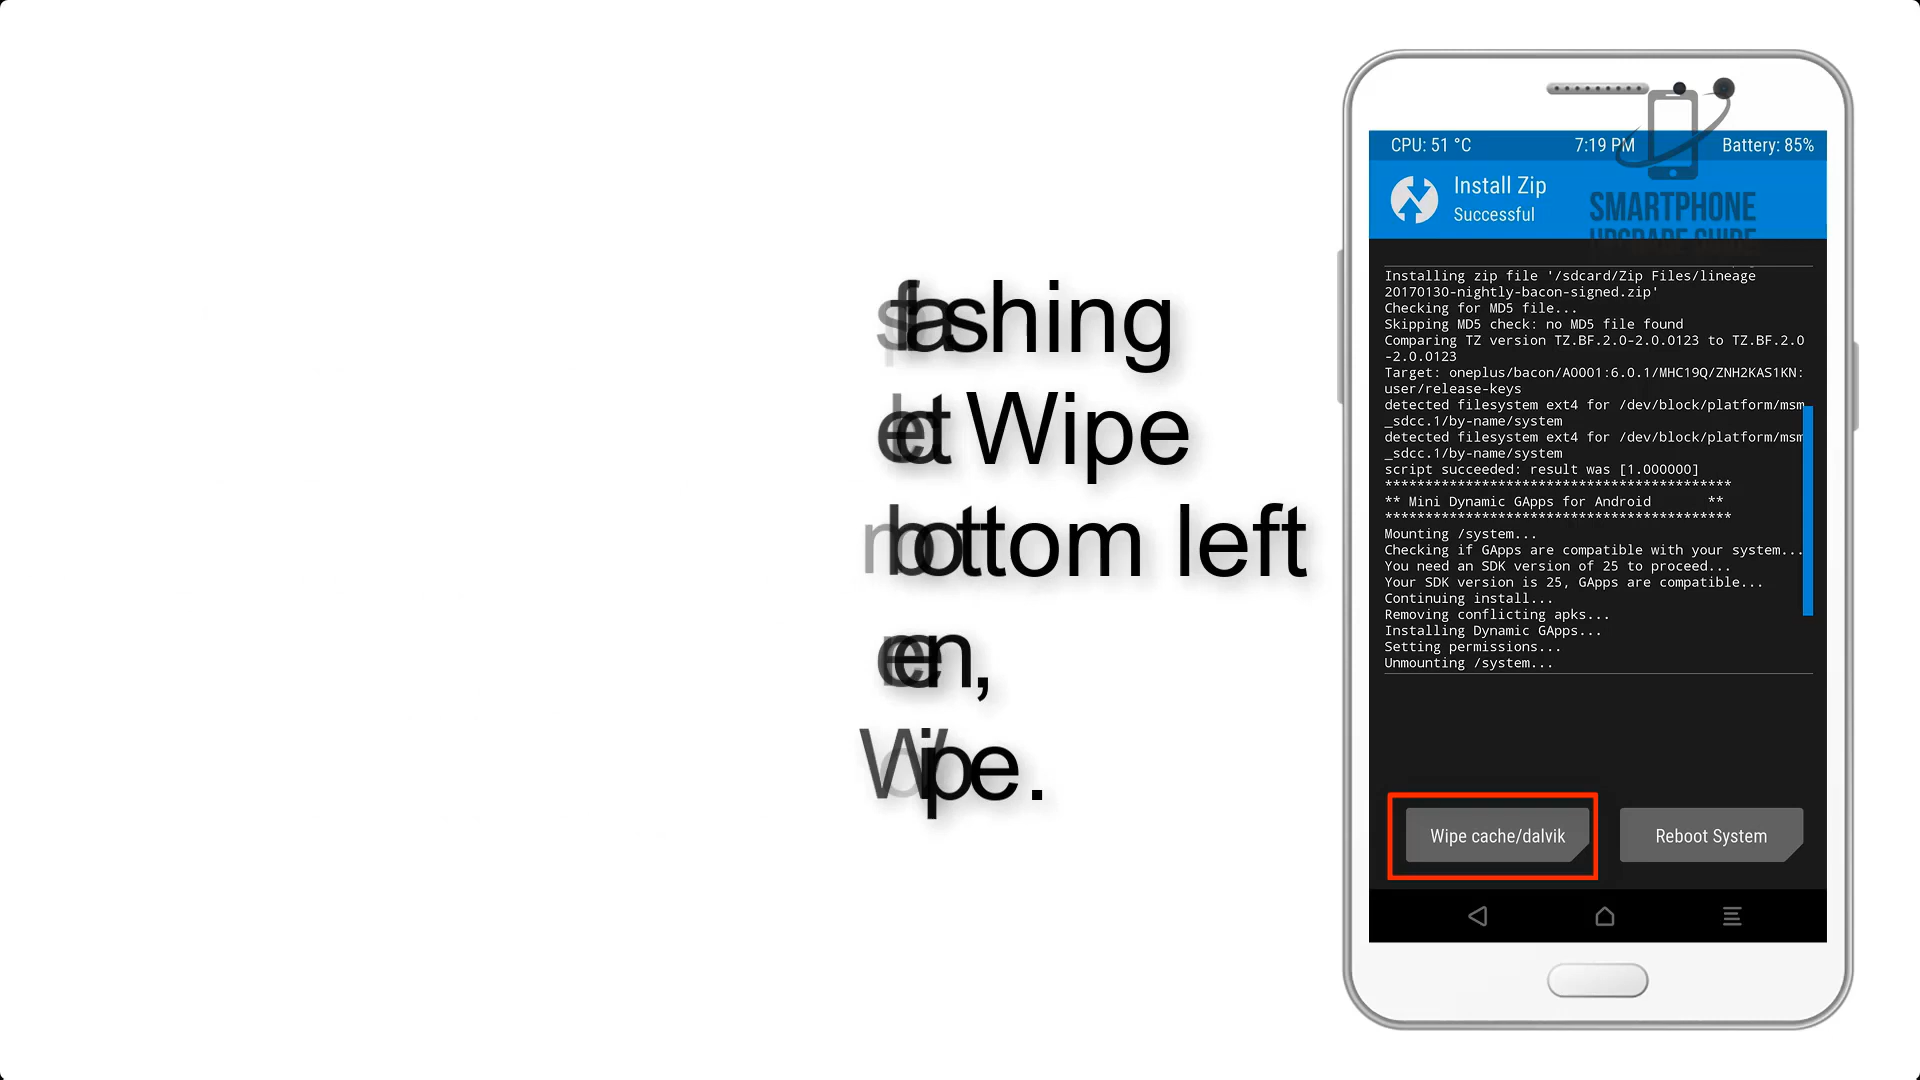 shing
Wipe
bottom left
en,
Wipe.
CPU: 51 °C 7:19 PM Battery: 85%
Install Zip
Successful
SMARTPHONE
UPGRADE GUIDE
Installing zip file '/sdcard/Zip Files/lineage
20170130-nightly-bacon-signed.zip'
Checking for MD5 file...
Skipping MD5 check: no MD5 file found
Comparing TZ version TZ.BF.2.0-2.0.0123 to TZ.BF.2.0
-2.0.0123
Target: oneplus/bacon/A0001:6.0.1/MHC19Q/ZNH2KAS1KN:
user/release-keys
detected filesystem ext4 for /dev/block/platform/msm
_sdcc.1/by-name/system
detected filesystem ext4 for /dev/block/platform/msm
_sdcc.1/by-name/system
script succeeded: result was [1.000000]
*******************************************
** Mini Dynamic GApps for Android **
*******************************************
Mounting /system...
Checking if GApps are compatible with your system...
You need an SDK version of 25 to proceed...
Your SDK version is 25, GApps are compatible...
Continuing install...
Removing conflicting apks...
Installing Dynamic GApps...
Setting permissions...
Unmounting /system...
Wipe cache/dalvik
Reboot System